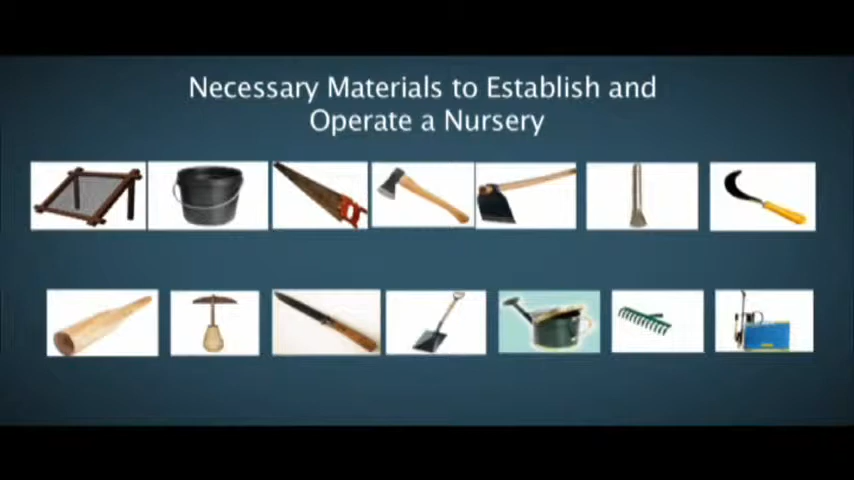 Necessary Materials to Establish and
Operate a Nursery